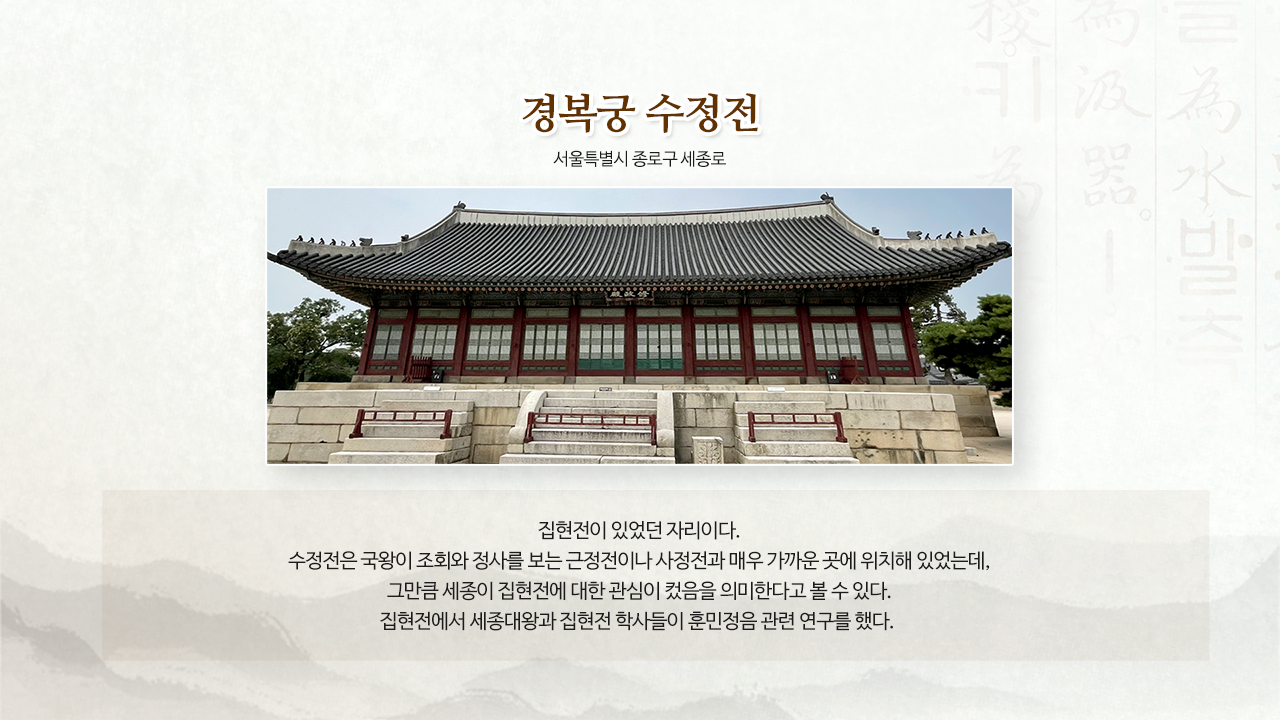 경복궁 수정전
서울특별시 종로구 세종로
집현전이 있었던 자리이다.
수정전은 국왕이 조회와 정사를 보는 근정전이나 사정전과 매우 가까운 곳에 위치해 있었는데,
그만큼 세종이 집현전에 대한 관심이 컸음을 의미한다고 볼 수 있다.
집현전에서 세종대왕과 집현전 학사들이 훈민정음 관련 연구를 했다.